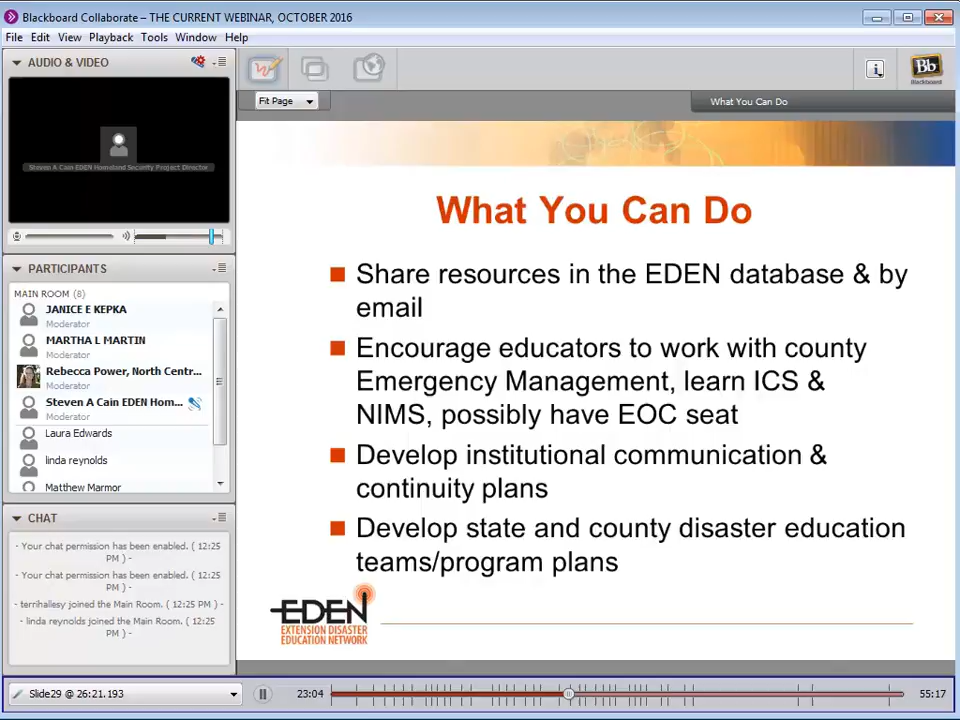 Blackboard Collaborate – THE CURRENT WEBINAR, OCTOBER 2016
File Edit View Playback Tools Window Help
AUDIO & VIDEO
Steven A Cain EDEN Homeland Security Project Director
PARTICIPANTS
MAIN ROOM (8)
JANICE E KEPKA
Moderator
MARTHA L MARTIN
Moderator
Rebecca Power, North Centr...
Moderator
Steven A Cain EDEN Hom...
Moderator
Laura Edwards
linda reynolds
Matthew Marmor
CHAT
- Your chat permission has been enabled. ( 12:25
PM ) -
- Your chat permission has been enabled. ( 12:25
PM ) -
- terrihaliesy joined the Main Room. ( 12:25 PM ) -
- linda reynolds joined the Main Room. ( 12:25
PM ) -
Fit Page
What You Can Do
Bb
Blackboard
What You Can Do
Share resources in the EDEN database & by
email
Encourage educators to work with county
Emergency Management, learn ICS &
NIMS, possibly have EOC seat
Develop institutional communication &
continuity plans
Develop state and county disaster education
teams/program plans
EDEN
EXTENSION DISASTER
EDUCATION NETWORK
Slide29 @ 26:21.193
23:04
55:17